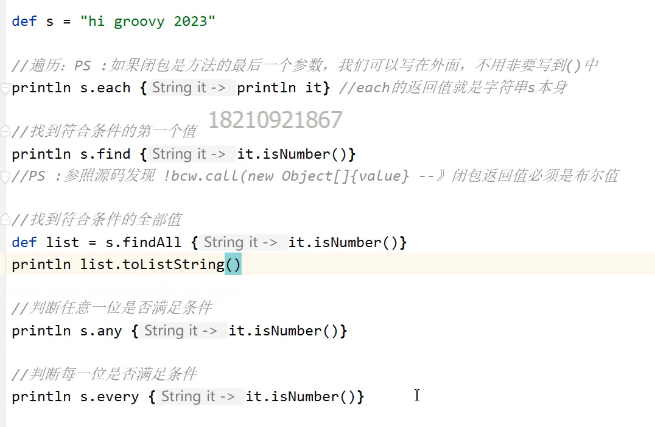 def s = "hi groovy 2023"
//遍历：PS :如果闭包是方法的最后一个参数，我们可以写在外面，不用非要写到()中
println s.each { String it -> println it} //each的返回值就是字符串s本身
18210921867
//找到符合条件的第一个值
println s.find { String it -> it.isNumber()}
//PS :参照源码发现 !bcw.call(new Object[]{value} --》闭包返回值必须是布尔值
//找到符合条件的全部值
def list = s.findAll { String it -> it.isNumber()}
println list.toListString()
//判断任意一位是否满足条件
println s.any { String it -> it.isNumber()}
//判断每一位是否满足条件
println s.every { String it -> it.isNumber()}